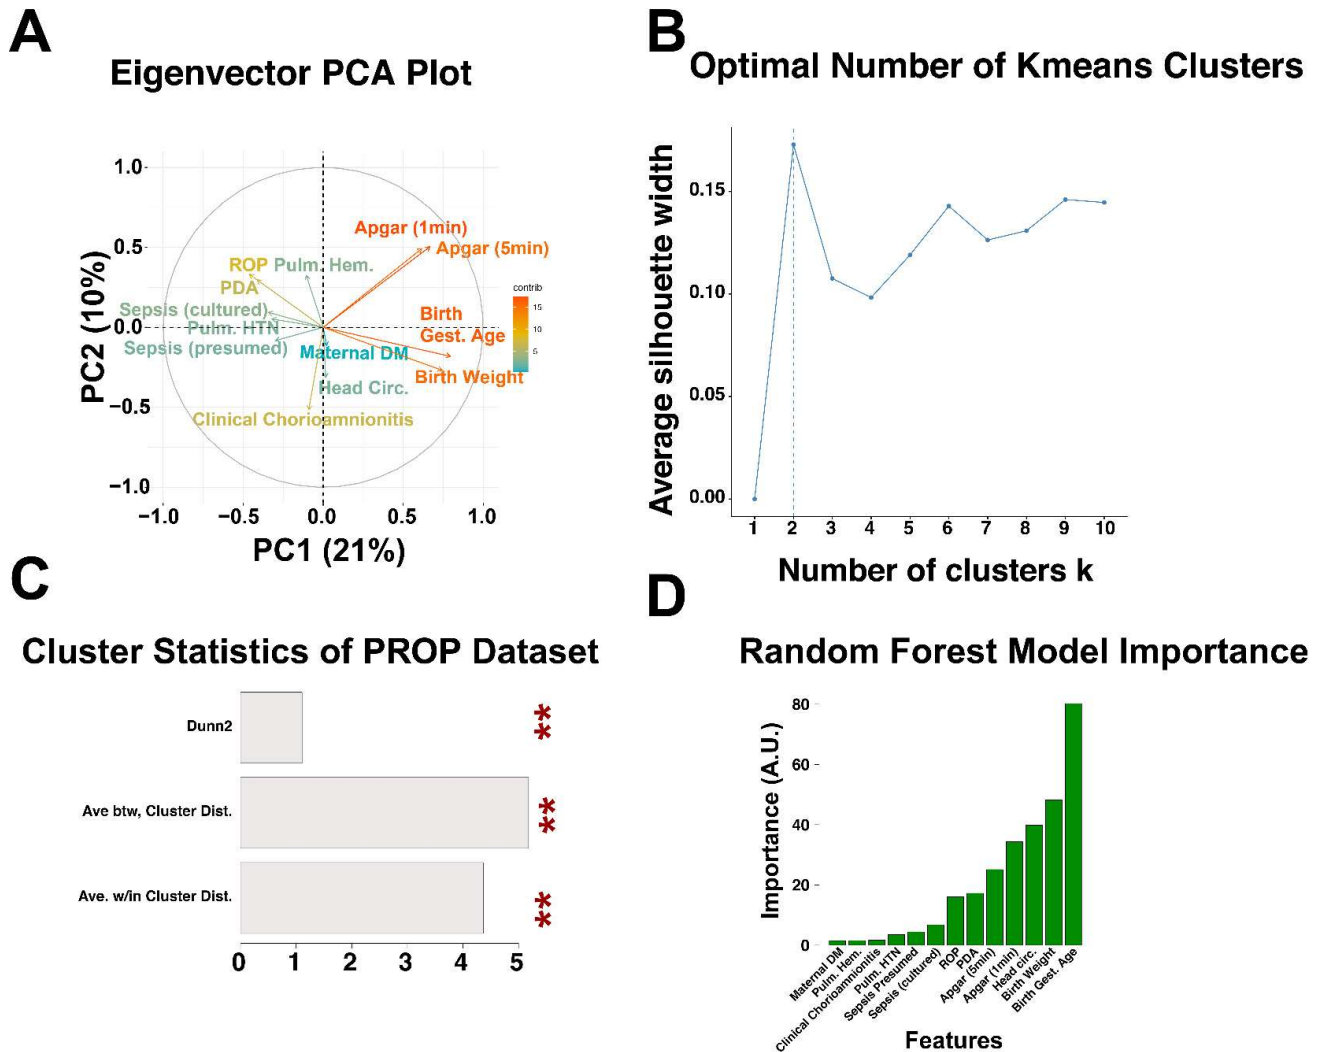 A
Eigenvector PCA Plot
1.0
0.5
0.0
−0.5
−1.0
PC2 (10%)
Apgar (1min)
Apgar (5min)
ROP
Pulm. Hem.
PDA
Sepsis (cultured)
Pulm. HTN
Sepsis (presumed)
Birth
Gest. Age
Maternal DM
Birth Weight
Head Circ.
Clinical Chorioamnionitis
contrib
15
10
5
−1.0 −0.5 0.0 0.5 1.0
PC1 (21%)
B
Optimal Number of Kmeans Clusters
Average silhouette width
0.15
0.10
0.05
0.00
1 2 3 4 5 6 7 8 9 10
Number of clusters k
C
Cluster Statistics of PROP Dataset
Dunn2
**
Ave btw, Cluster Dist.
**
Ave. w/in Cluster Dist.
**
0 1 2 3 4 5
D
Random Forest Model Importance
Importance (A.U.)
80
60
40
20
0
Maternal DM
Pulm. Hem.
Clinical Chorioamnionitis
Pulm. HTN
Sepsis Presumed
Sepsis (cultured)
ROP
PDA
Apgar (5min)
Apgar (1min)
Head circ.
Birth Weight
Birth Gest. Age
Features